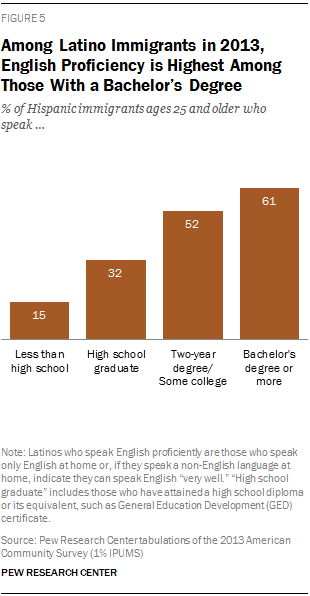 FIGURE 5
Among Latino Immigrants in 2013,
English Proficiency is Highest Among
Those With a Bachelor's Degree
% of Hispanic immigrants ages 25 and older who
speak ...
15
32
52
61
Less than
high school
High school
graduate
Two-year
degree/
Some college
Bachelor's
degree or
more
Note: Latinos who speak English proficiently are those who speak
only English at home or, if they speak a non-English language at
home, indicate they can speak English "very well." "High school
graduate" includes those who have attained a high school diploma
or its equivalent, such as General Education Development (GED)
certificate.
Source: Pew Research Center tabulations of the 2013 American
Community Survey (1% IPUMS)
PEW RESEARCH CENTER